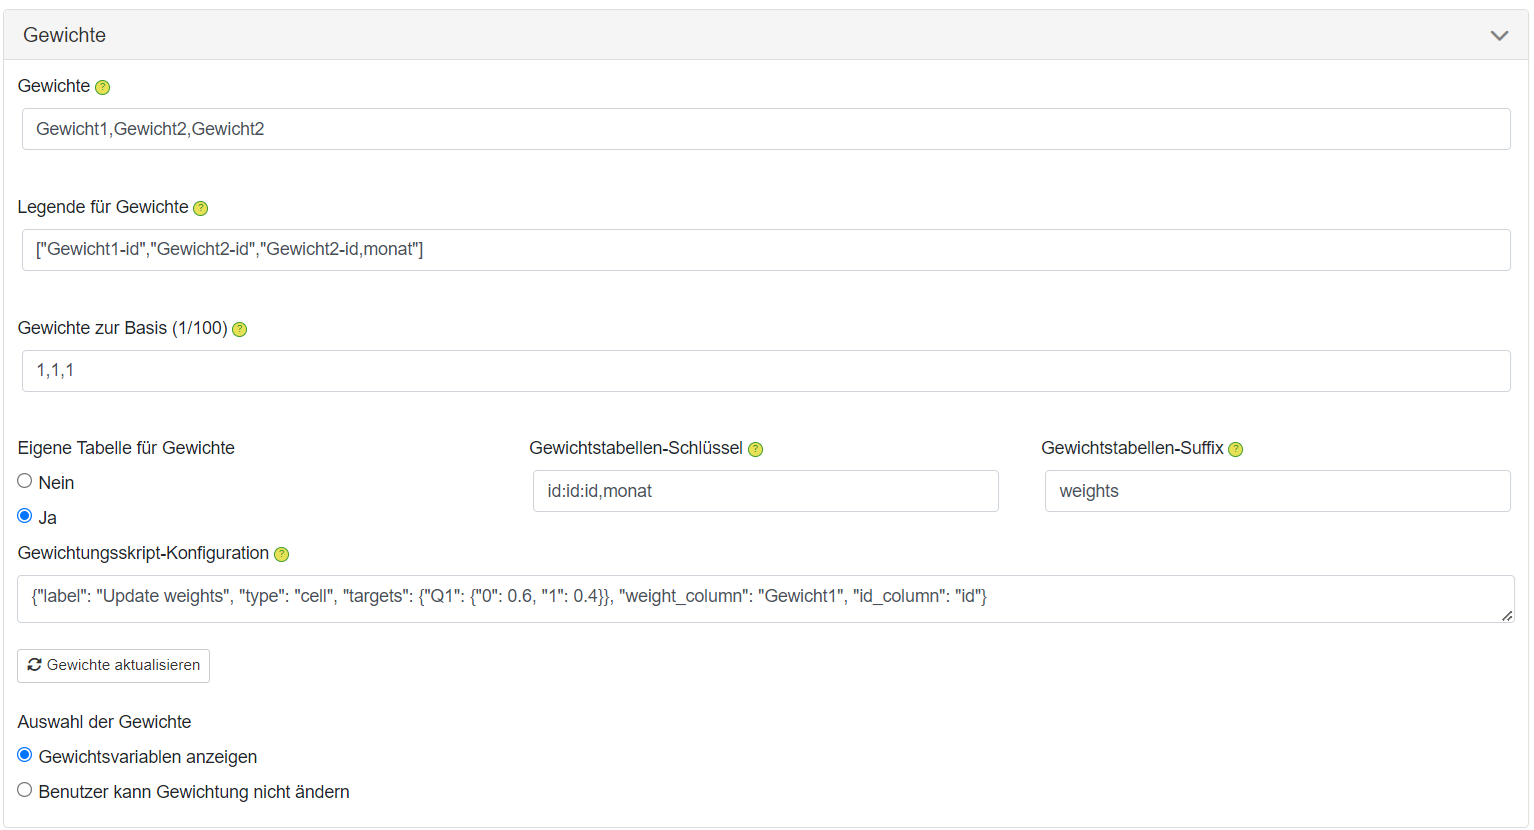 Gewichte
Gewichte ?
Gewicht1,Gewicht2,Gewicht2
Legende für Gewichte ?
["Gewicht1-id","Gewicht2-id","Gewicht2-id,monat"]
Gewichte zur Basis (1/100) ?
1,1,1
Eigene Tabelle für Gewichte
Nein
Ja
Gewichtstabellen-Schlüssel ?
id:id:id,monat
Gewichtstabellen-Suffix ?
weights
Gewichtungsskript-Konfiguration ?
{"label": "Update weights", "type": "cell", "targets": {"Q1": {"0": 0.6, "1": 0.4}}, "weight_column": "Gewicht1", "id_column": "id"}
Gewichte aktualisieren
Auswahl der Gewichte
Gewichtsvariablen anzeigen
Benutzer kann Gewichtung nicht ändern